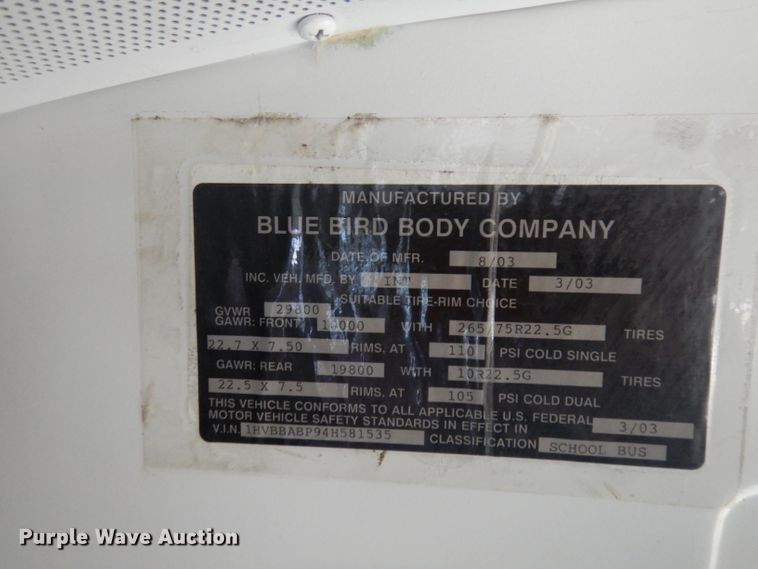 MANUFACTURED BY
BLUE BIRD BODY COMPANY
DATE OF MFR. 8/03
INC. VEH. MFD. BY INT DATE 3/03
SUITABLE TIRE-RIM CHOICE
GVWR 29800
GAWR: FRONT 10000 WITH 265/75R22.5G TIRES
22.7 X 7.50 RIMS, AT 110 PSI COLD SINGLE
GAWR: REAR 19800 WITH 10R22.5G TIRES
22.5 X 7.5 RIMS, AT 105 PSI COLD DUAL
THIS VEHICLE CONFORMS TO ALL APPLICABLE U.S. FEDERAL
MOTOR VEHICLE SAFETY STANDARDS IN EFFECT IN 3/03
V.I.N. 1HVBBABP94H581535 CLASSIFICATION SCHOOL BUS
Purple Wave Auction